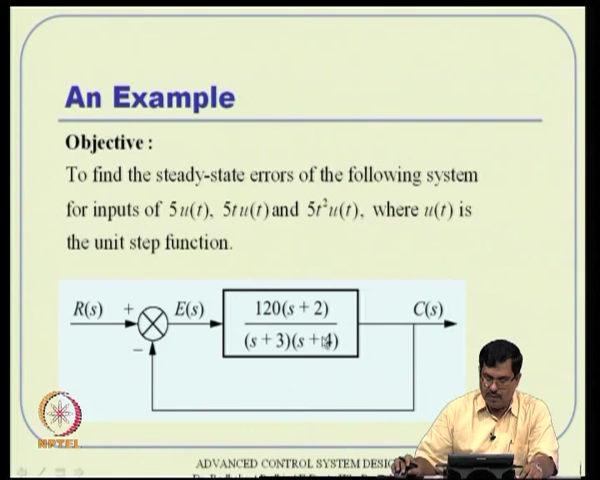 An Example
Objective :
To find the steady-state errors of the following system
for inputs of 5u(t), 5tu(t) and 5t²u(t), where u(t) is
the unit step function.
R(s) + E(s) 120(s + 2) C(s)
(s + 3)(s + 4)
−
NPTEL
ADVANCED CONTROL SYSTEM DESIG